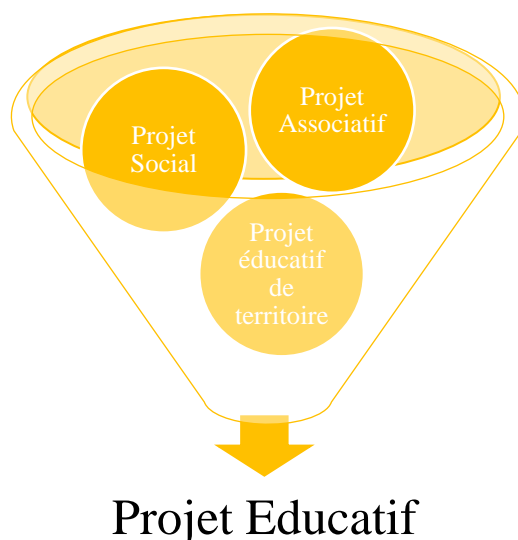 Projet
Associatif
Projet
Social
Projet
éducatif
de
territoire
Projet Educatif